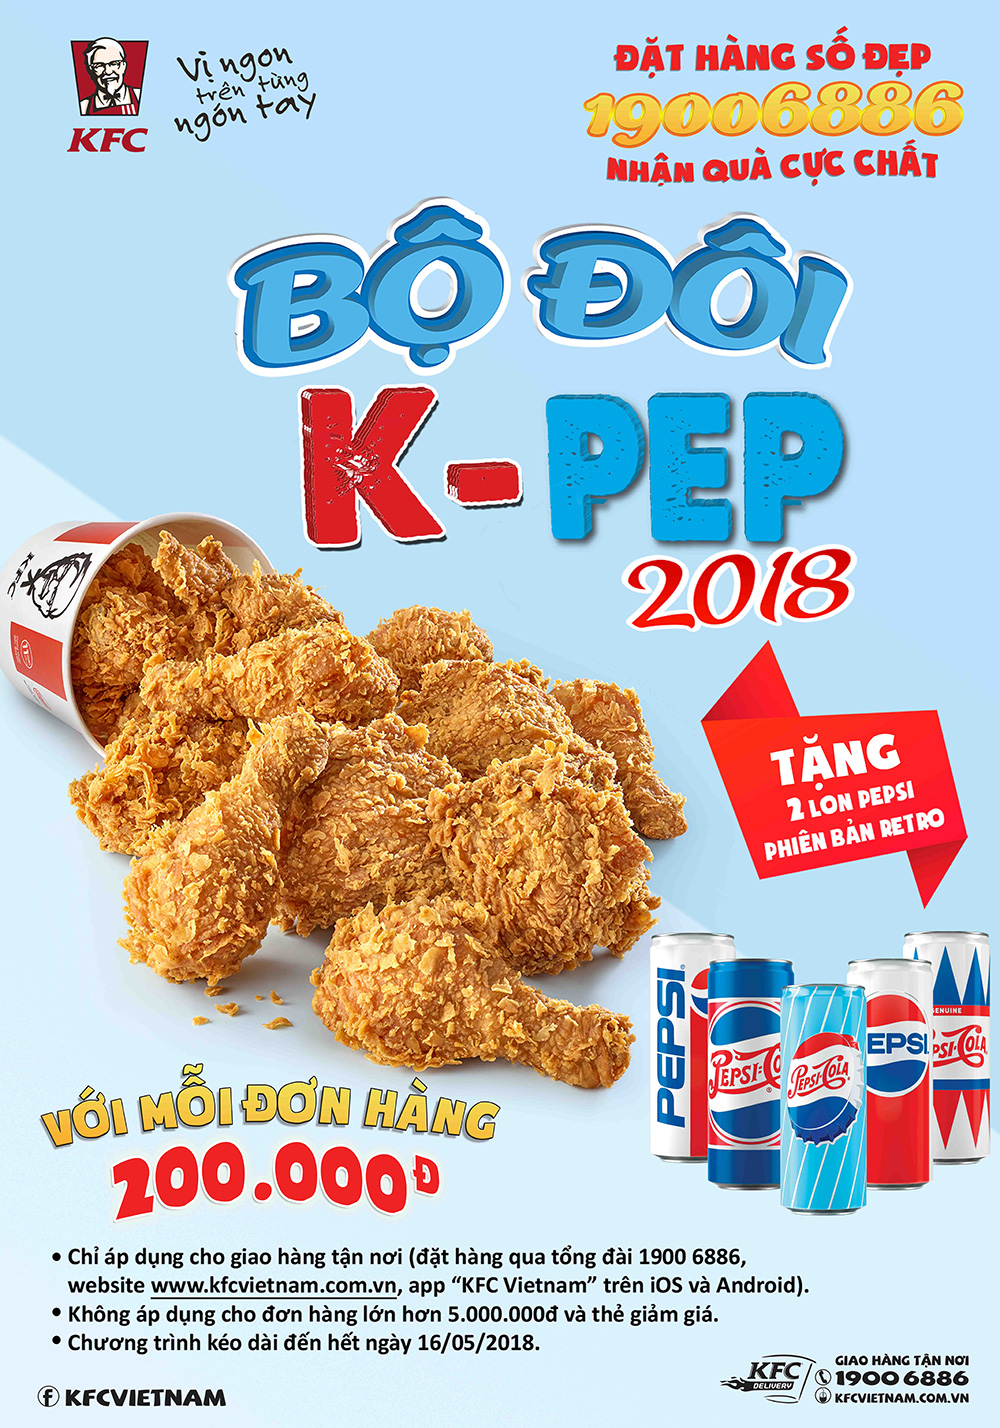 KFC
Vị ngon
trên từng
ngón tay
ĐẶT HÀNG SỐ ĐẸP
19006886
NHẬN QUÀ CỰC CHẤT
BỘ ĐÔI
K-PEP
2018
KFC
TẶNG
2 LON PEPSI
PHIÊN BẢN RETRO
PEPSI
PEPSI-CO
PEPSI-COLA
EPSI
GENUINE
PSI-COLA
VỚI MỖI ĐƠN HÀNG
200.000Đ
• Chỉ áp dụng cho giao hàng tận nơi (đặt hàng qua tổng đài 1900 6886,
website www.kfcvietnam.com.vn, app “KFC Vietnam” trên iOS và Android).
• Không áp dụng cho đơn hàng lớn hơn 5.000.000đ và thẻ giảm giá.
• Chương trình kéo dài đến hết ngày 16/05/2018.
KFCVIETNAM
KFC
DELIVERY
GIAO HÀNG TẬN NƠI
1900 6886
KFCVIETNAM.COM.VN